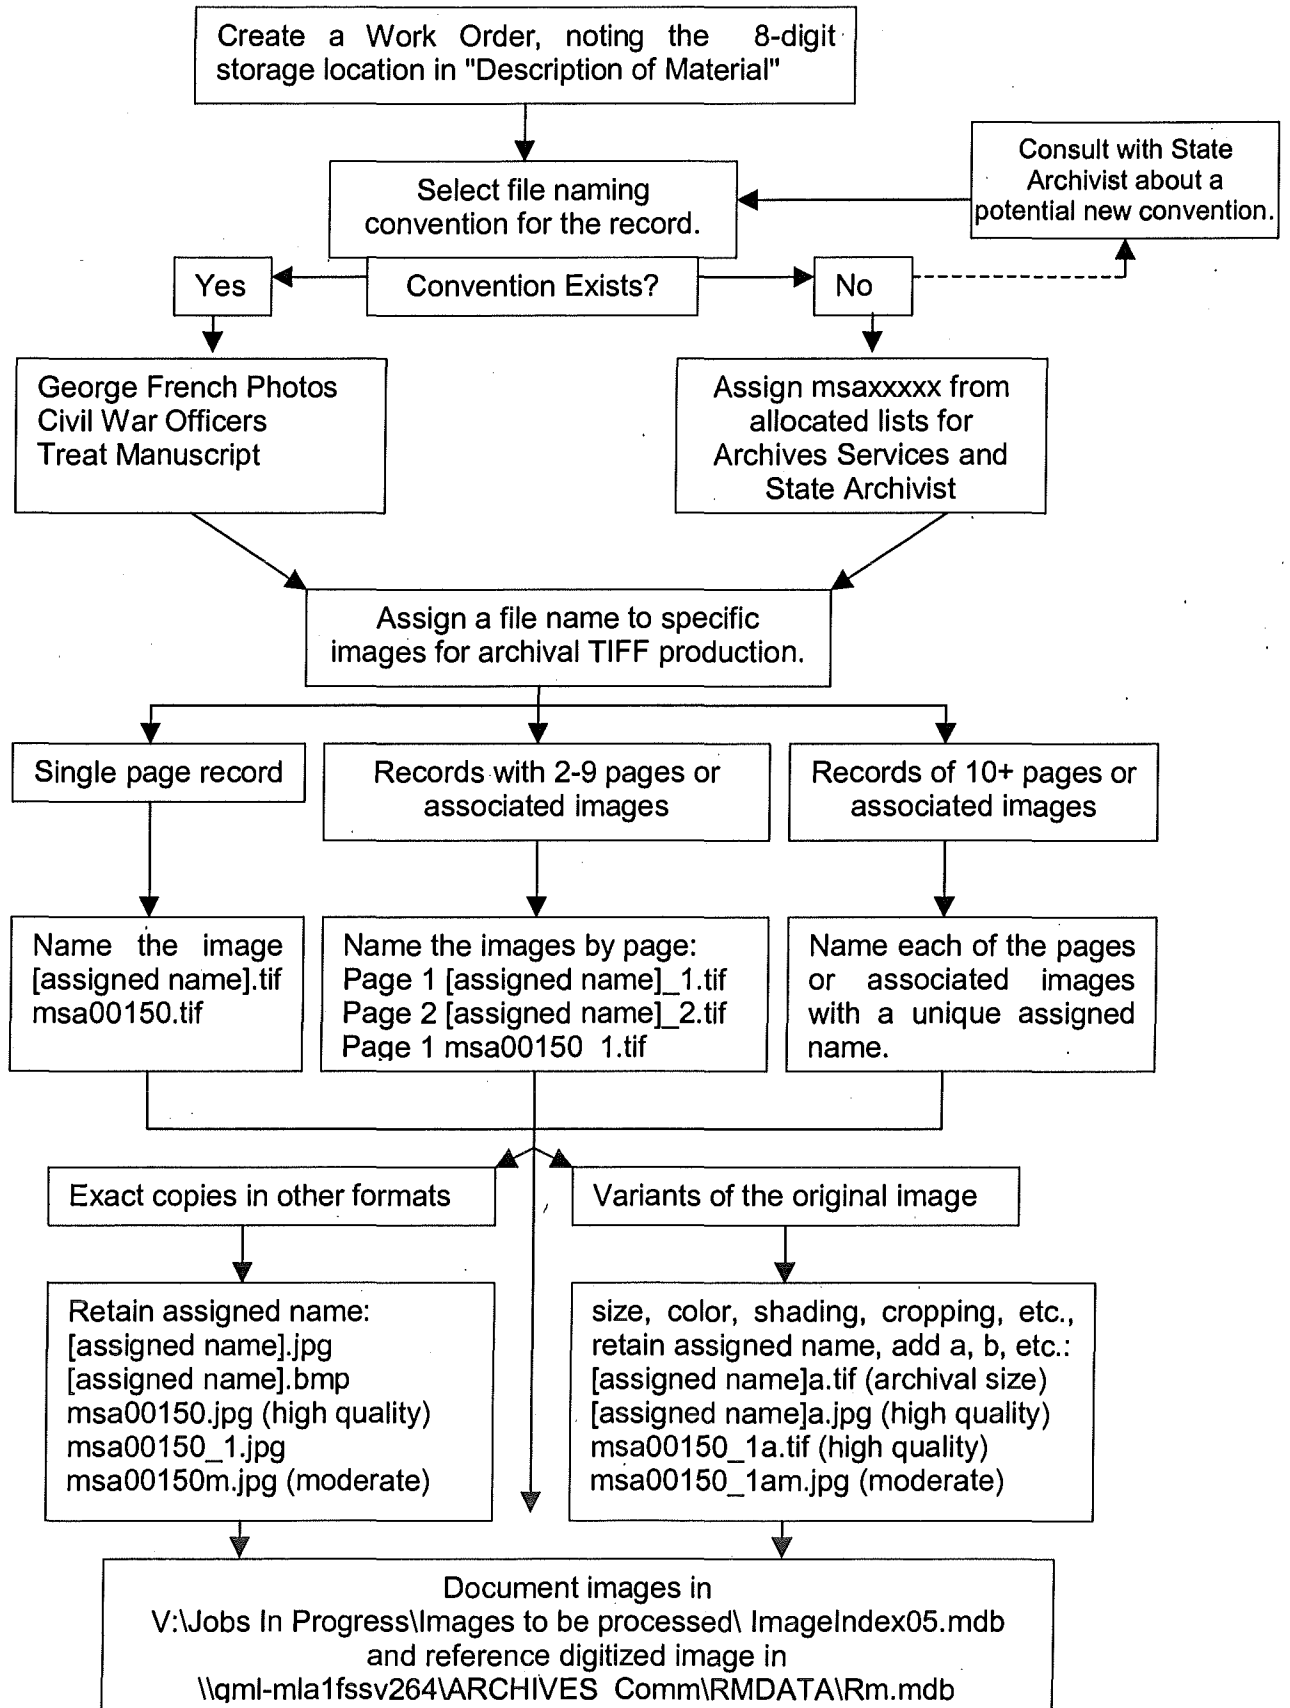 Create a Work Order, noting the 8-digit
storage location in "Description of Material"
Consult with State
Archivist about a
potential new convention.
Select file naming
convention for the record.
Yes
Convention Exists?
No
George French Photos
Civil War Officers
Treat Manuscript
Assign msaxxxxx from
allocated lists for
Archives Services and
State Archivist
Assign a file name to specific
images for archival TIFF production.
Single page record
Records with 2-9 pages or
associated images
Records of 10+ pages or
associated images
Name the image
[assigned name].tif
msa00150.tif
Name the images by page:
Page 1 [assigned name]_1.tif
Page 2 [assigned name]_2.tif
Page 1 msa00150 1.tif
Name each of the pages
or associated images
with a unique assigned
name.
Exact copies in other formats
Variants of the original image
Retain assigned name:
[assigned name].jpg
[assigned name].bmp
msa00150.jpg (high quality)
msa00150_1.jpg
msa00150m.jpg (moderate)
size, color, shading, cropping, etc.,
retain assigned name, add a, b, etc.:
[assigned name]a.tif (archival size)
[assigned name]a.jpg (high quality)
msa00150_1a.tif (high quality)
msa00150_1am.jpg (moderate)
Document images in
V:\Jobs In Progress\Images to be processed\ ImageIndex05.mdb
and reference digitized image in
\\qml-mla1fssv264\ARCHIVES Comm\RMDATA\Rm.mdb